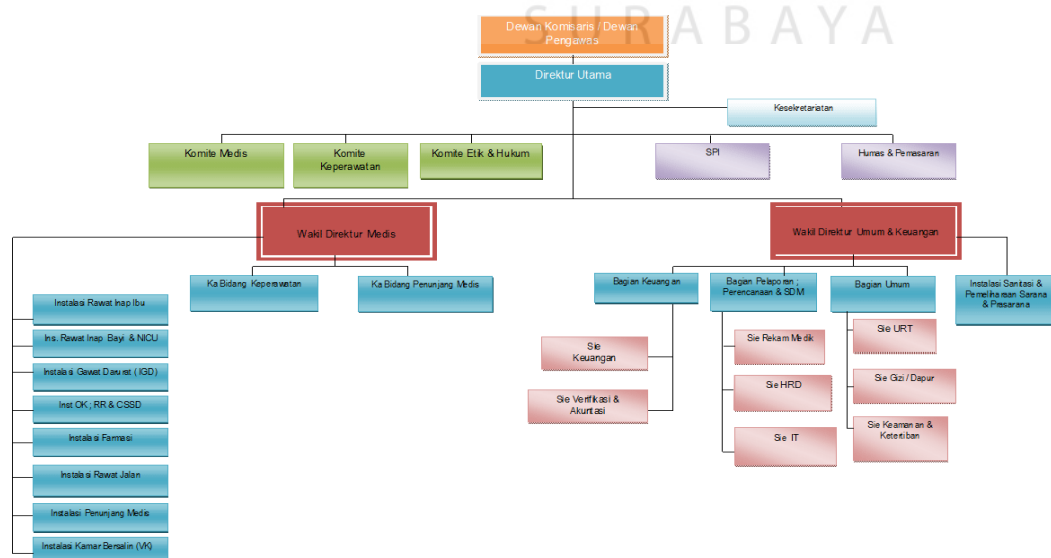 SURABAYA
Dewan Komisaris / Dewan
Pengawas
Direktur Utama
Kesekretariatan
Komite Medis
Komite
Keperawatan
Komite Etik & Hukum
SPI
Humas & Pemasaran
Wakil Direktur Medis
Wakil Direktur Umum & Keuangan
Ka Bidang Keperawatan
Ka Bidang Penunjang Medis
Bagian Keuangan
Bagian Pelaporan ;
Perencanaan & SDM
Bagian Umum
Instalasi Sanitasi &
Pemeliharaan Sarana
& Prasarana
Instalasi Rawat Inap Ibu
Ins. Rawat Inap Bayi & NICU
Instalasi Gawat Darurat ( IGD)
Inst OK ; RR & CSSD
Instalasi Farmasi
Instalasi Rawat Jalan
Instalasi Penunjang Medis
Instalasi Kamar Bersalin (VK)
Sie
Keuangan
Sie Verifikasi &
Akuntasi
Sie Rekam Medik
Sie HRD
Sie IT
Sie URT
Sie Gizi / Dapur
Sie Keamanan &
Ketertiban